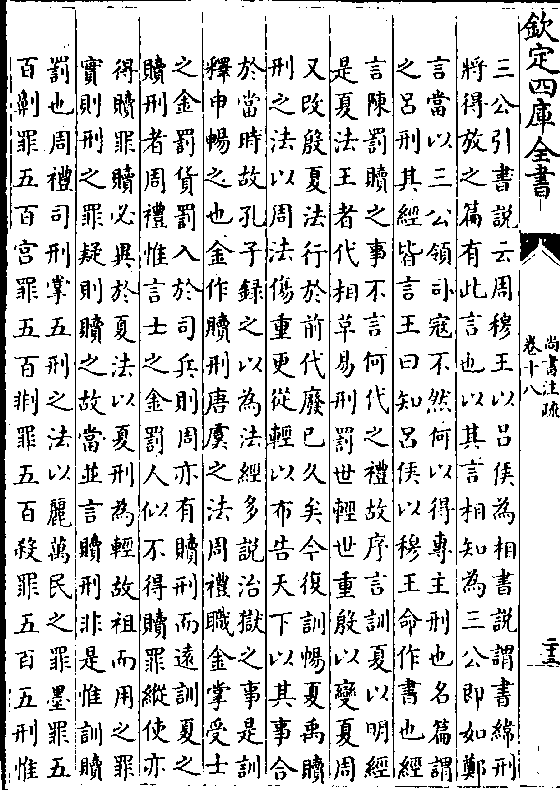 欽定四庫全書
尚書注疏
卷十八
二十三
三公引書說云周穆王以呂侯為相書說謂書緯刑
將得放之篇有此言也以其言相知為三公即如鄭
言當以三公領司寇不然何以得專主刑也名篇謂
之呂刑其經皆言王曰知呂侯以穆王命作書也經
言陳罰贖之事不言何代之禮故序言訓夏以明經
是夏法王者代相革易刑罰世輕世重殷以變夏周
又改殷夏法行於前代廢已久矣今復訓暢夏禹贖
刑之法以周法傷重更從輕以布告天下以其事合
於當時故孔子録之以為法經多說治獄之事是訓
釋申暢之也金作贖刑唐虞之法周禮職金掌受士
之金罰貨罰入於司兵則周亦有贖刑而遠訓夏之
贖刑者周禮惟言士之金罰人似不得贖罪縱使亦
得贖罪贖必異於夏法以夏刑為輕故祖而用之罪
實則刑之罪疑則贖之故當並言贖刑非是惟訓贖
罰也周禮司刑掌五刑之法以麗萬民之罪墨罪五
百劓罪五百宮罪五百剕罪五百殺罪五百五刑惟